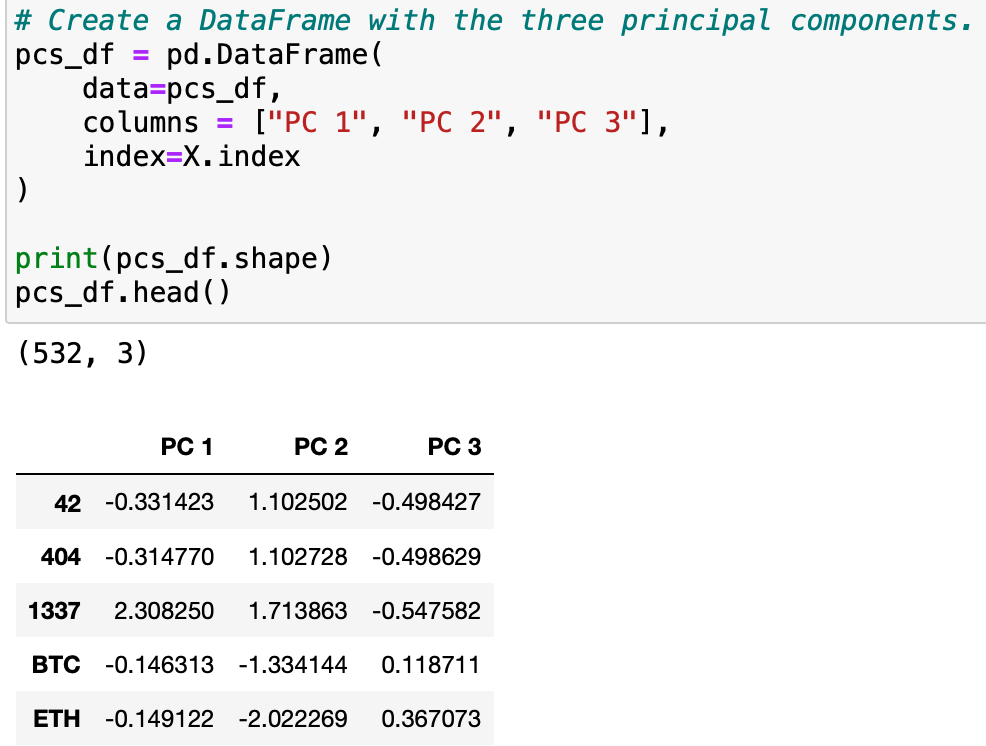 # Create a DataFrame with the three principal components.
pcs_df = pd.DataFrame(
    data=pcs_df,
    columns = ["PC 1", "PC 2", "PC 3"],
    index=X.index
)
print(pcs_df.shape)
pcs_df.head()
(532, 3)
PC 1 PC 2 PC 3
42 -0.331423 1.102502 -0.498427
404 -0.314770 1.102728 -0.498629
1337 2.308250 1.713863 -0.547582
BTC -0.146313 -1.334144 0.118711
ETH -0.149122 -2.022269 0.367073